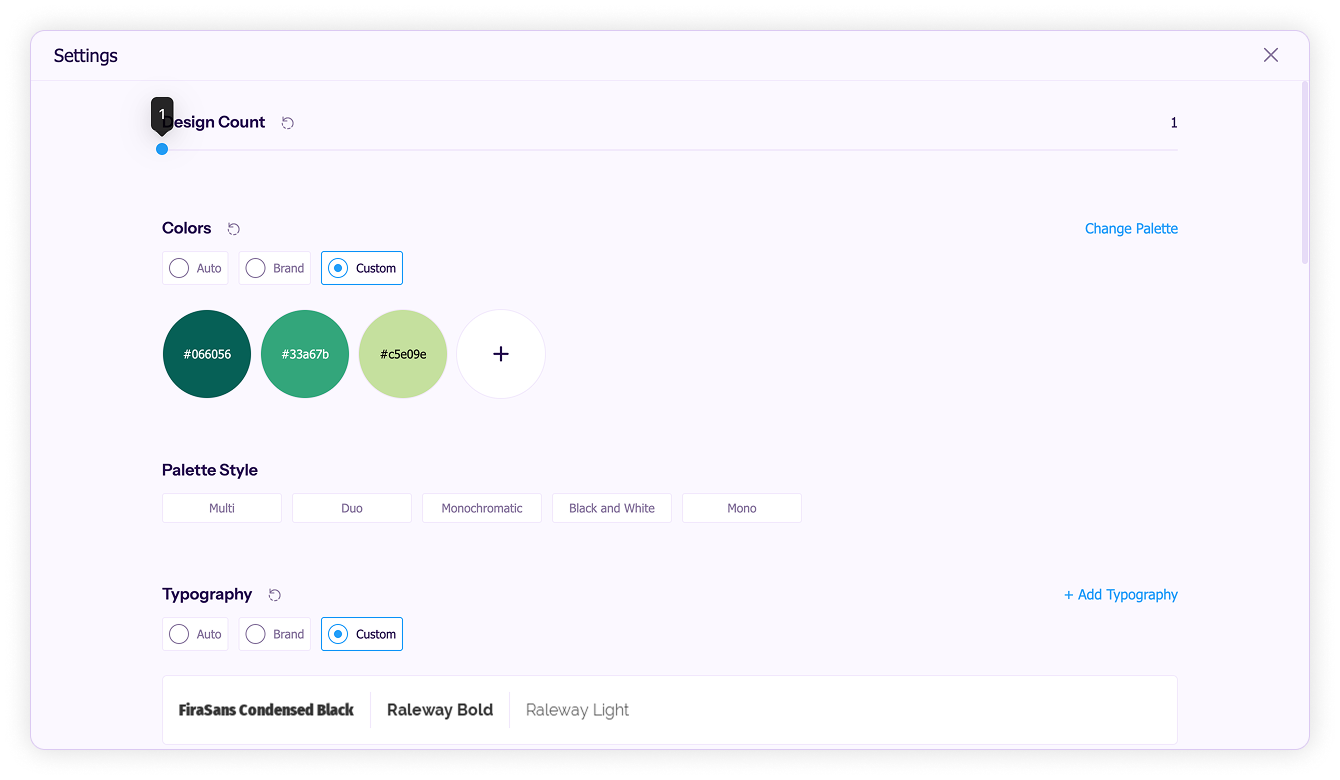 Settings
1
Design Count 1
Colors Change Palette
Auto Brand Custom
#066056 #33a67b #c5e09e +
Palette Style
Multi Duo Monochromatic Black and White Mono
Typography + Add Typography
Auto Brand Custom
FiraSans Condensed Black Raleway Bold Raleway Light